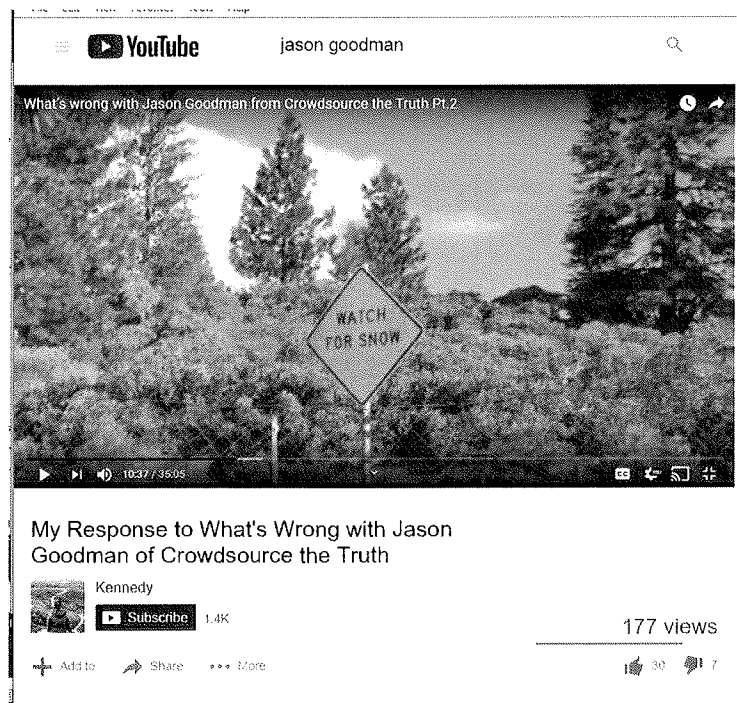 YouTube
jason goodman
What's wrong with Jason Goodman from Crowdsource the Truth Pt.2
WATCH
FOR SNOW
10:37 / 35:05
CC
My Response to What's Wrong with Jason
Goodman of Crowdsource the Truth
Kennedy
Subscribe 1.4K
177 views
Add to Share More
30 7